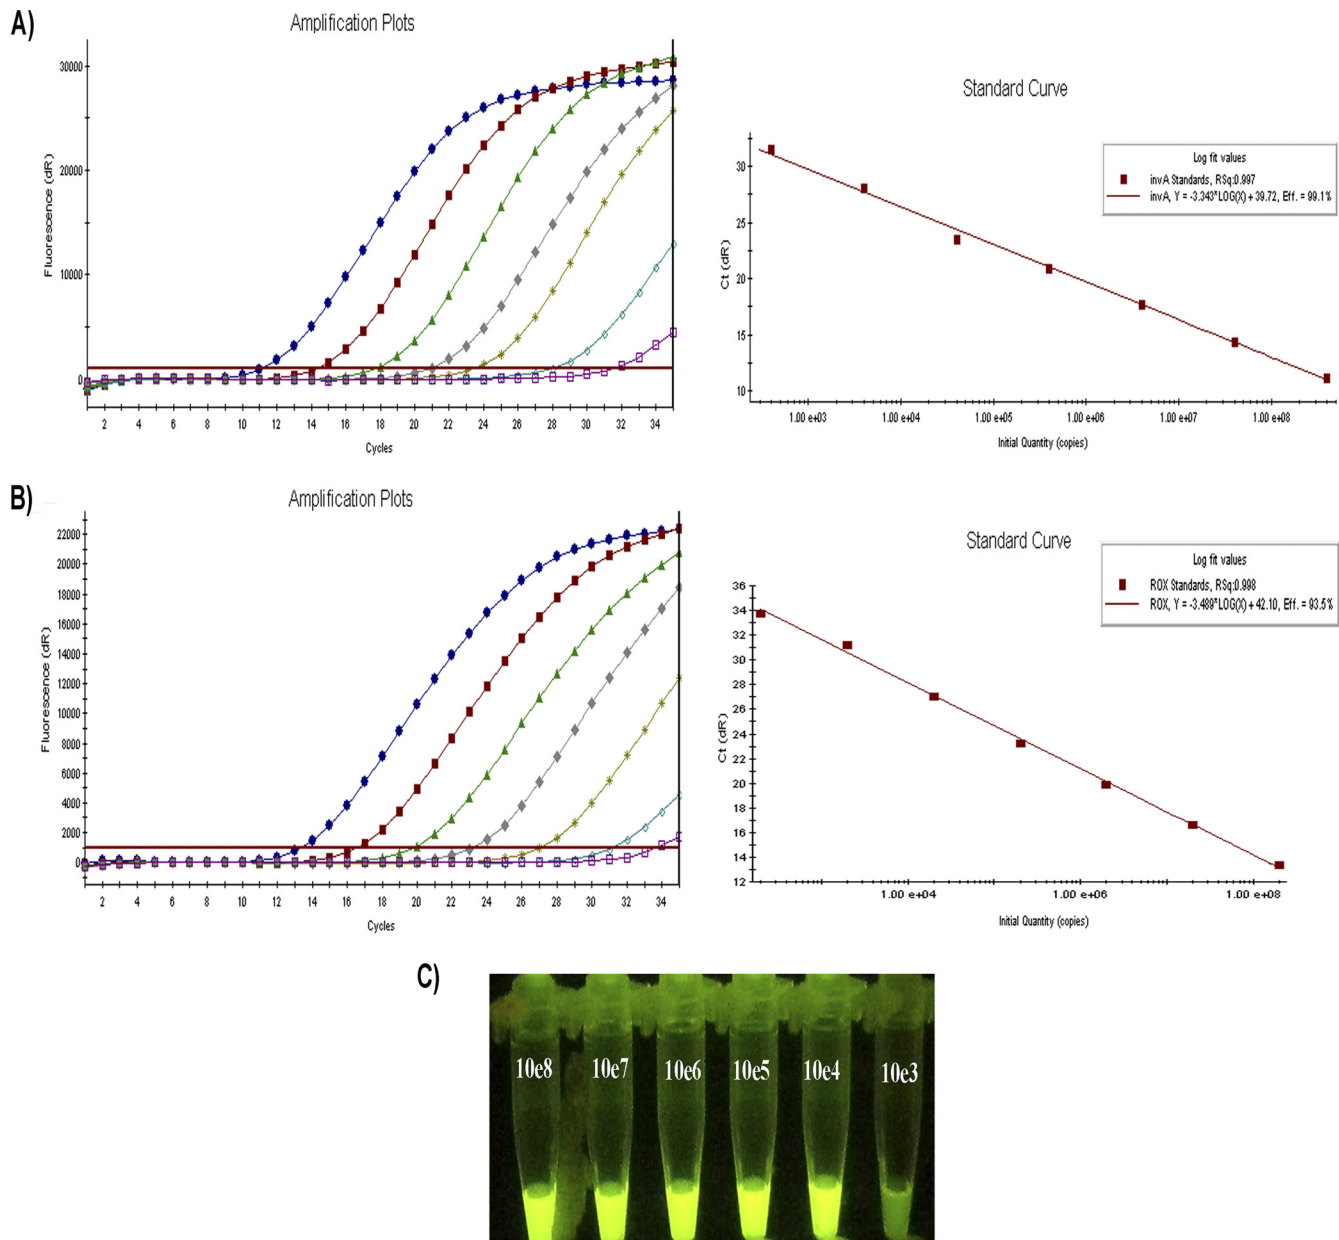 A)
Amplification Plots
Fluorescence (dR)
30000
20000
10000
0
2 4 6 8 10 12 14 16 18 20 22 24 26 28 30 32 34
Cycles
Standard Curve
Log fit values
invA Standards, RSq:0.997
invA, Y = -3.343*LOG(X) + 39.72, Eff. = 99.1%
Ct (dR)
30
25
20
15
10
1.00 e+03 1.00 e+04 1.00 e+05 1.00 e+06 1.00 e+07 1.00 e+08
Initial Quantity (copies)
B)
Amplification Plots
Fluorescence (dR)
22000
20000
18000
16000
14000
12000
10000
8000
6000
4000
2000
0
2 4 6 8 10 12 14 16 18 20 22 24 26 28 30 32 34
Cycles
Standard Curve
Log fit values
ROX Standards, RSq:0.998
ROX, Y = -3.489*LOG(X) + 42.10, Eff. = 93.5%
Ct (dR)
36
34
32
30
28
26
24
22
20
18
16
14
12
1.00 e+04 1.00 e+06 1.00 e+08
Initial Quantity (copies)
C)
10e8 10e7 10e6 10e5 10e4 10e3